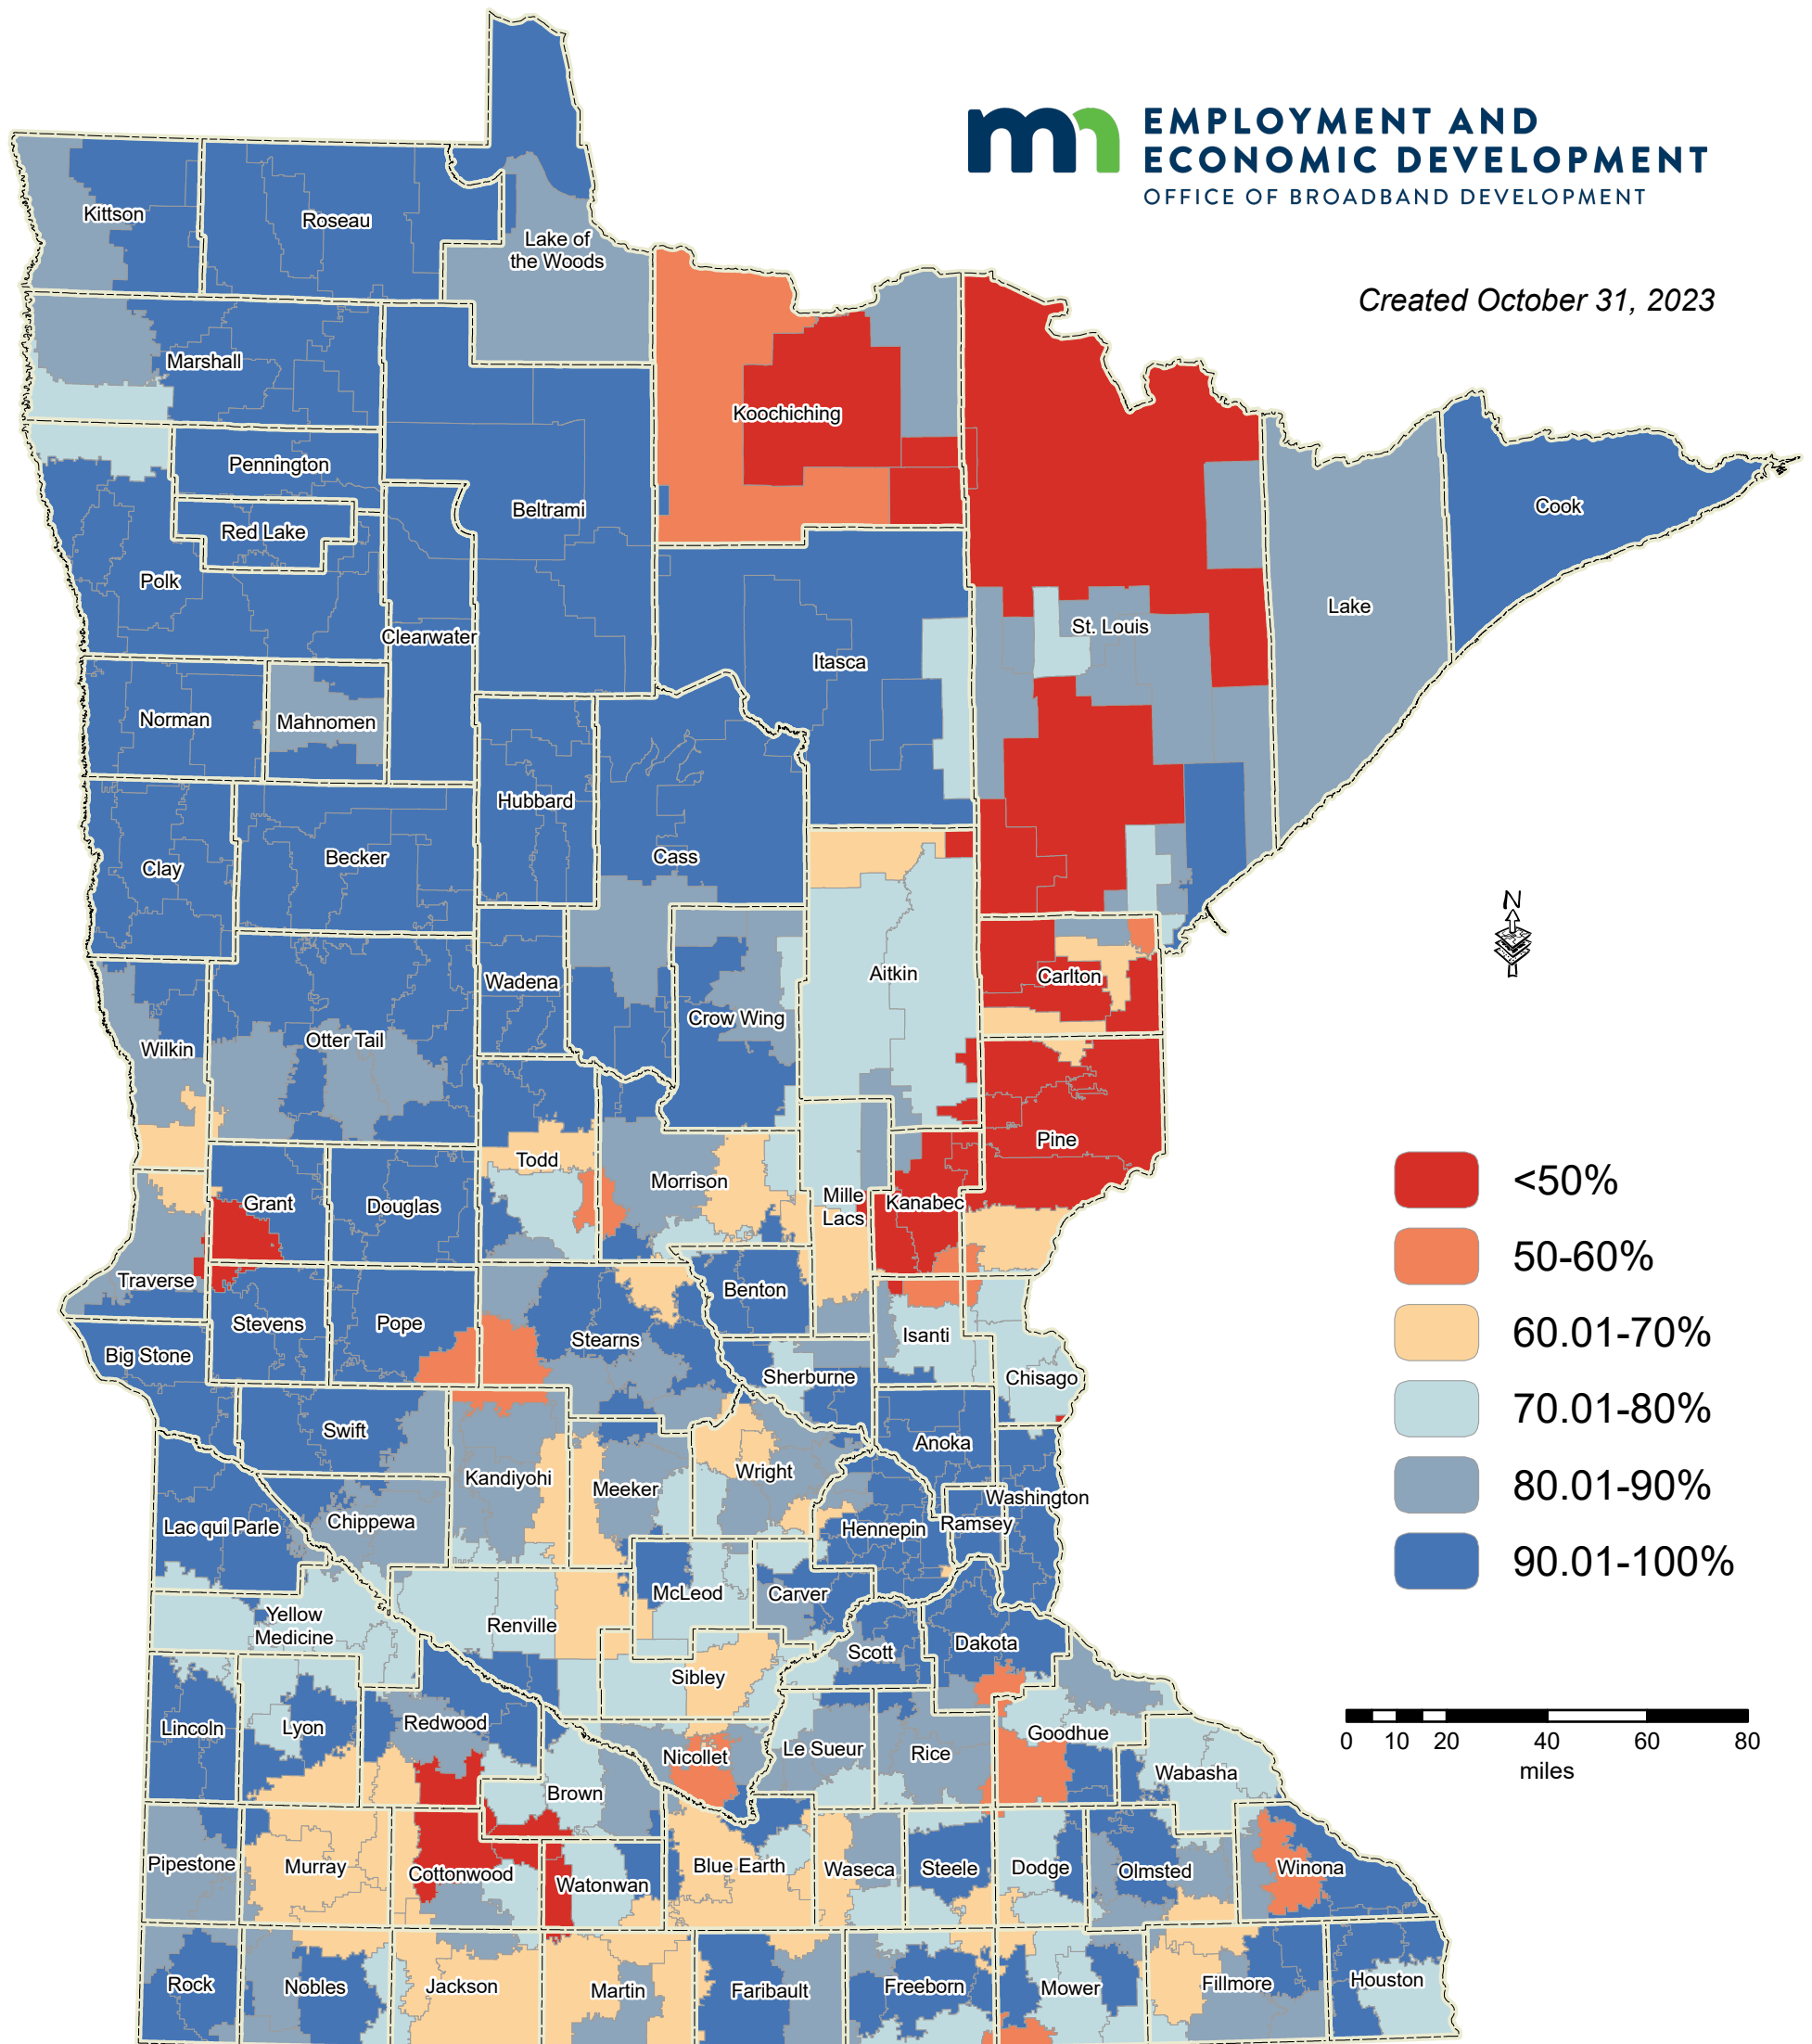 EMPLOYMENT AND
ECONOMIC DEVELOPMENT
OFFICE OF BROADBAND DEVELOPMENT
Created October 31, 2023
Kittson
Roseau
Lake of
the Woods
Marshall
Koochiching
Pennington
Beltrami
Cook
Red Lake
Polk
Lake
St. Louis
Clearwater
Itasca
Norman
Mahnomen
Hubbard
Cass
Becker
Clay
N
Aitkin
Carlton
Wadena
Crow Wing
Otter Tail
Wilkin
Pine
Todd
Morrison
Mille
Lacs
Kanabec
Grant
Douglas
Traverse
Benton
Stevens
Pope
Stearns
Isanti
Big Stone
Sherburne
Chisago
Swift
Anoka
Kandiyohi
Meeker
Wright
Washington
Lac qui Parle
Chippewa
Hennepin
Ramsey
McLeod
Carver
Yellow
Medicine
Renville
Scott
Dakota
Sibley
Lincoln
Lyon
Redwood
Nicollet
Le Sueur
Rice
Goodhue
Wabasha
Brown
Pipestone
Murray
Cottonwood
Watonwan
Blue Earth
Waseca
Steele
Dodge
Olmsted
Winona
Rock
Nobles
Jackson
Martin
Faribault
Freeborn
Mower
Fillmore
Houston
<50%
50-60%
60.01-70%
70.01-80%
80.01-90%
90.01-100%
0 10 20 40 60 80
miles